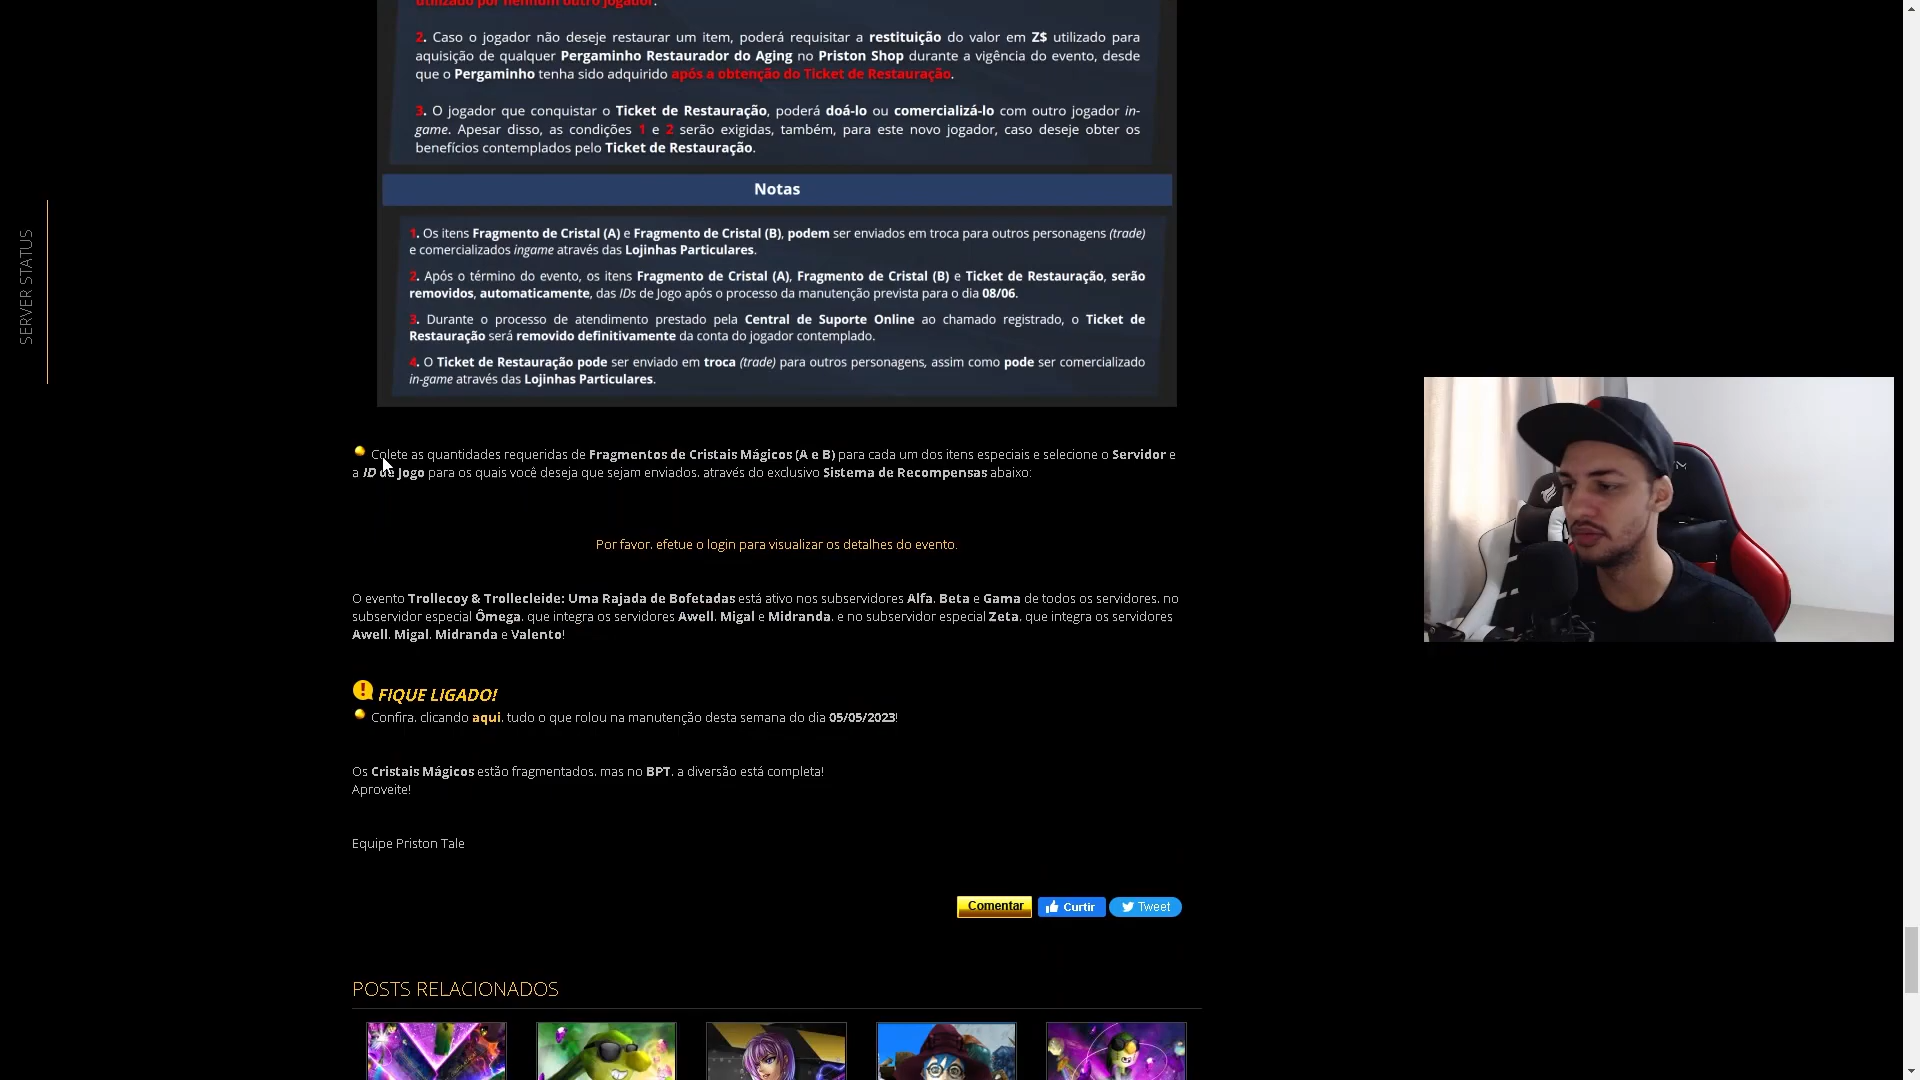 utilizado por nenhum outro jogador.
2. Caso o jogador não deseje restaurar um item, poderá requisitar a restituição do valor em Z$ utilizado para
aquisição de qualquer Pergaminho Restaurador do Aging no Priston Shop durante a vigência do evento, desde
que o Pergaminho tenha sido adquirido após a obtenção do Ticket de Restauração.
3. O jogador que conquistar o Ticket de Restauração, poderá doá-lo ou comercializá-lo com outro jogador in-
game. Apesar disso, as condições 1 e 2 serão exigidas, também, para este novo jogador, caso deseje obter os
benefícios contemplados pelo Ticket de Restauração.
Notas
1. Os itens Fragmento de Cristal (A) e Fragmento de Cristal (B), podem ser enviados em troca para outros personagens (trade)
e comercializados ingame através das Lojinhas Particulares.
2. Após o término do evento, os itens Fragmento de Cristal (A), Fragmento de Cristal (B) e Ticket de Restauração, serão
removidos, automaticamente, das IDs de Jogo após o processo da manutenção prevista para o dia 08/06.
3. Durante o processo de atendimento prestado pela Central de Suporte Online ao chamado registrado, o Ticket de
Restauração será removido definitivamente da conta do jogador contemplado.
4. O Ticket de Restauração pode ser enviado em troca (trade) para outros personagens, assim como pode ser comercializado
in-game através das Lojinhas Particulares.
SERVER STATUS
Colete as quantidades requeridas de Fragmentos de Cristais Mágicos (A e B) para cada um dos itens especiais e selecione o Servidor e
a ID de Jogo para os quais você deseja que sejam enviados, através do exclusivo Sistema de Recompensas abaixo:
Por favor, efetue o login para visualizar os detalhes do evento.
O evento Trollecoy & Trollecleide: Uma Rajada de Bofetadas está ativo nos subservidores Alfa, Beta e Gama de todos os servidores, no
subservidor especial Ômega, que integra os servidores Awell, Migal e Midranda, e no subservidor especial Zeta, que integra os servidores
Awell, Migal, Midranda e Valento!
FIQUE LIGADO!
Confira, clicando aqui, tudo o que rolou na manutenção desta semana do dia 05/05/2023!
Os Cristais Mágicos estão fragmentados, mas no BPT, a diversão está completa!
Aproveite!
Equipe Priston Tale
Comentar
Curtir
Tweet
POSTS RELACIONADOS